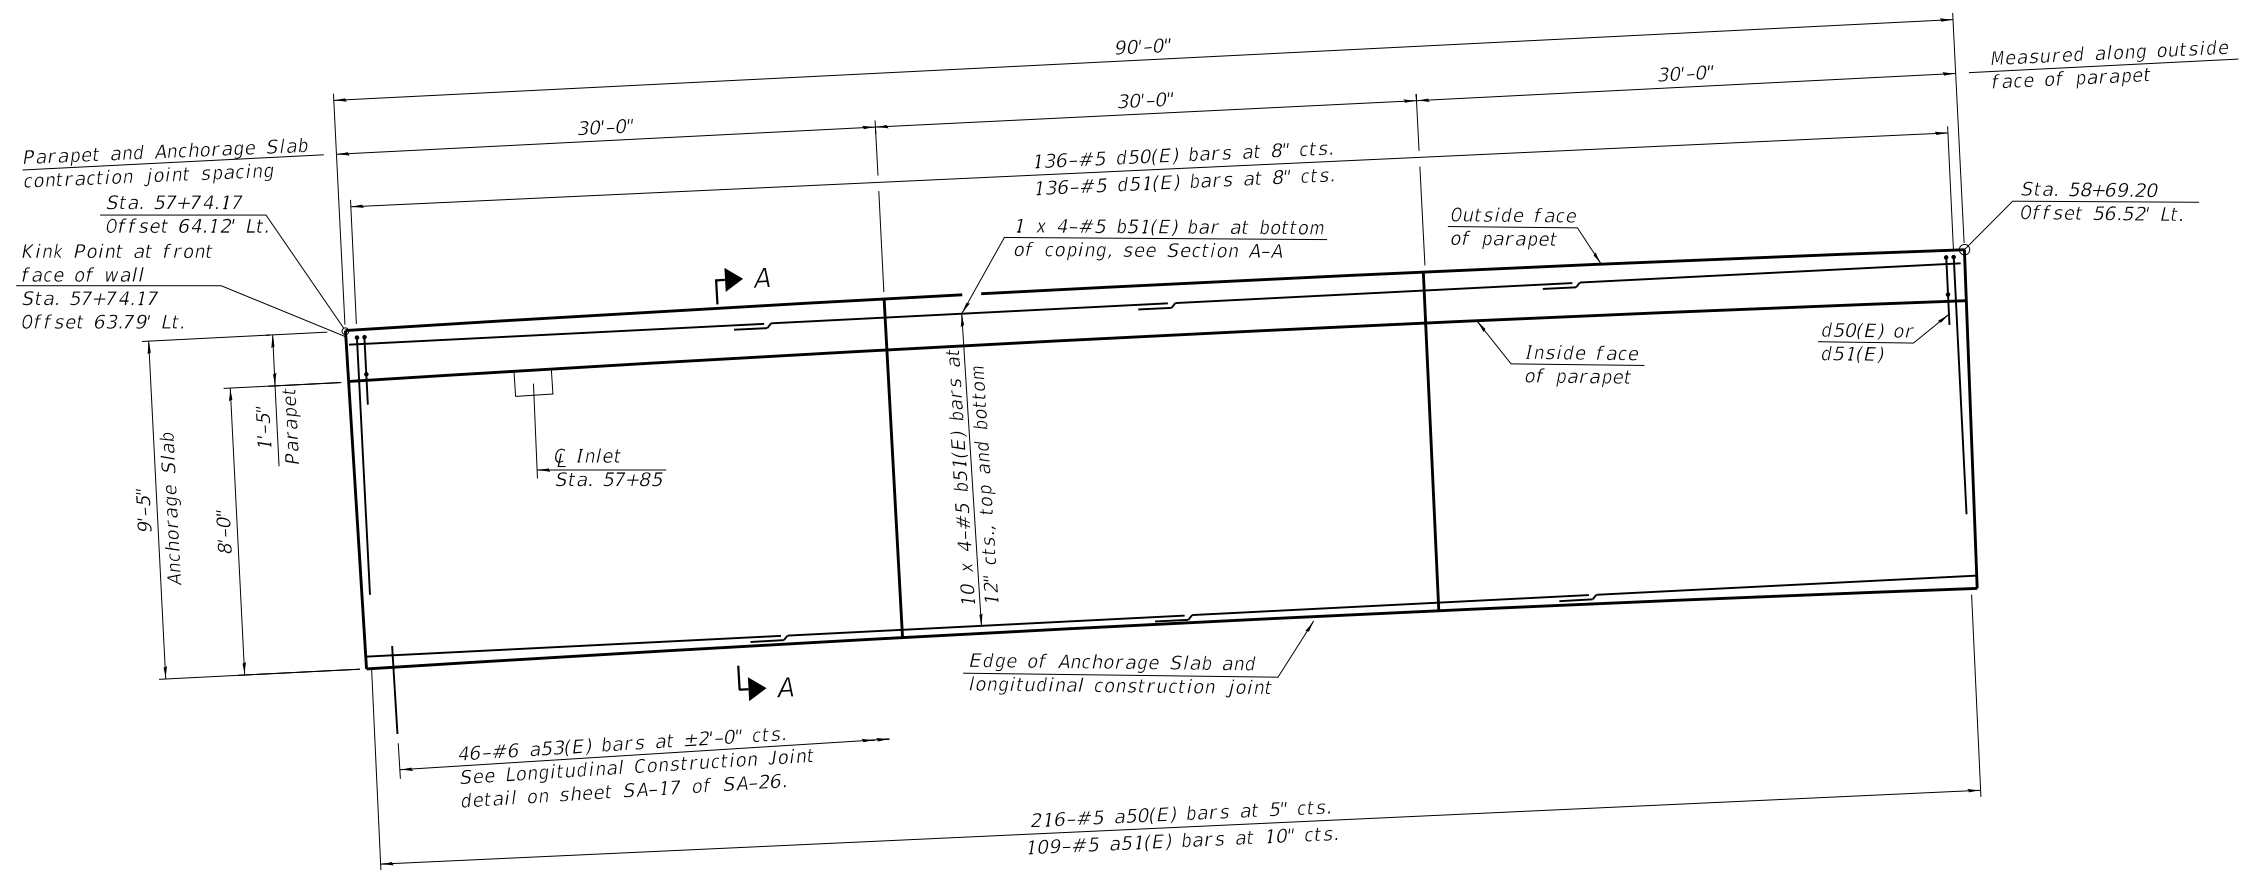 90'-0"
Measured along outside
face of parapet
30'-0"
30'-0"
30'-0"
Parapet and Anchorage Slab
contraction joint spacing
136-#5 d50(E) bars at 8" cts.
136-#5 d51(E) bars at 8" cts.
Sta. 57+74.17
Offset 64.12' Lt.
Kink Point at front
face of wall
Sta. 57+74.17
Offset 63.79' Lt.
1 x 4-#5 b51(E) bar at bottom
of coping, see Section A-A
Outside face
of parapet
Sta. 58+69.20
Offset 56.52' Lt.
A
d50(E) or
d51(E)
Inside face
of parapet
1'-5"
Parapet
9'-5"
Anchorage Slab
8'-0"
℄ Inlet
Sta. 57+85
10 x 4-#5 b51(E) bars at
12" cts., top and bottom
Edge of Anchorage Slab and
longitudinal construction joint
A
46-#6 a53(E) bars at ±2'-0" cts.
See Longitudinal Construction Joint
detail on sheet SA-17 of SA-26.
216-#5 a50(E) bars at 5" cts.
109-#5 a51(E) bars at 10" cts.